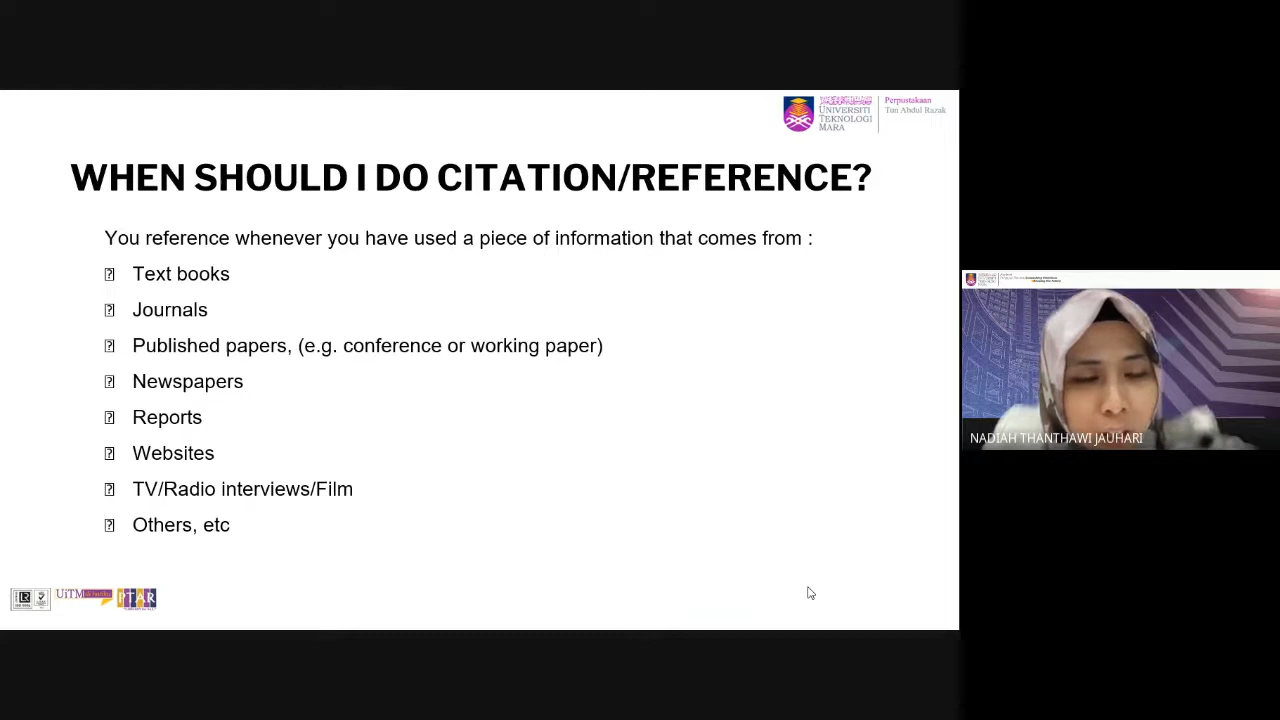 UNIVERSITI
TEKNOLOGI
MARA
Perpustakaan
Tun Abdul Razak
WHEN SHOULD I DO CITATION/REFERENCE?
You reference whenever you have used a piece of information that comes from :
Text books
Journals
Published papers, (e.g. conference or working paper)
Newspapers
Reports
Websites
TV/Radio interviews/Film
Others, etc
UiTM
PTAR
NADIAH THANTHAWI JAUHARI